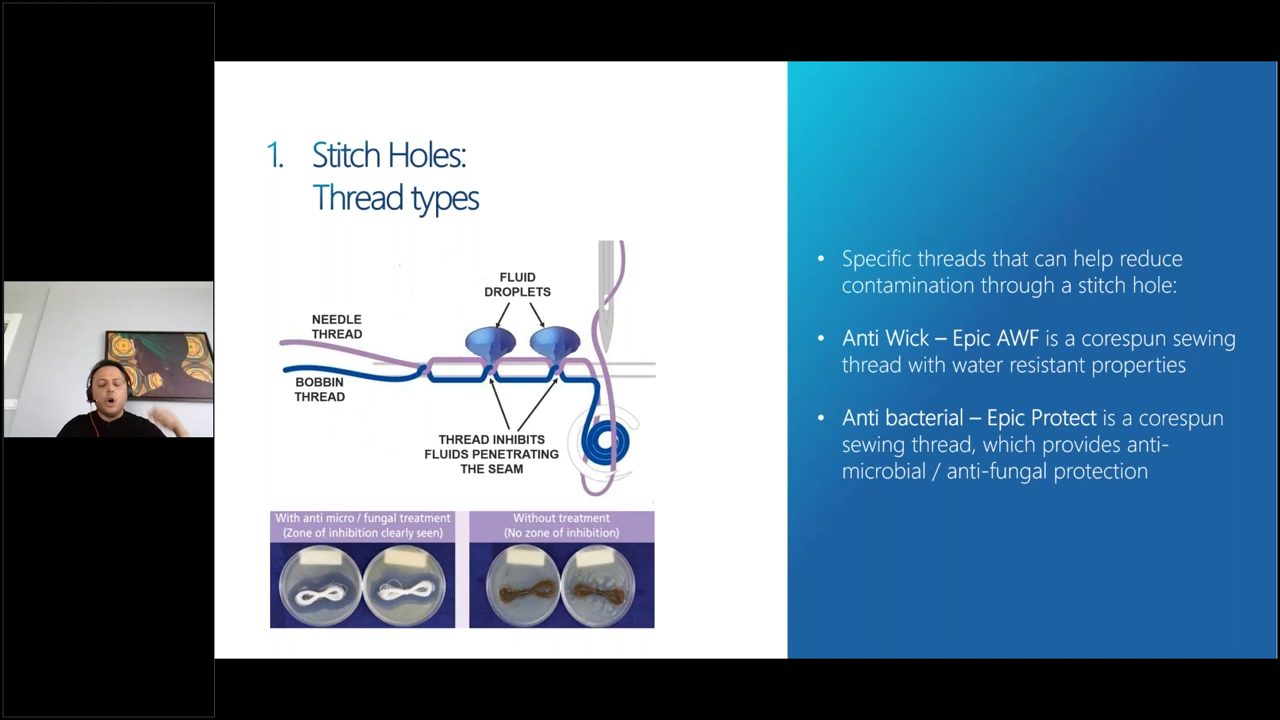 1. Stitch Holes:
Thread types
FLUID
DROPLETS
NEEDLE
THREAD
BOBBIN
THREAD
THREAD INHIBITS
FLUIDS PENETRATING
THE SEAM
With anti micro / fungal treatment
(Zone of inhibition clearly seen)
Without treatment
(No zone of inhibition)
• Specific threads that can help reduce
contamination through a stitch hole:
• Anti Wick – Epic AWF is a corespun sewing
thread with water resistant properties
• Anti bacterial – Epic Protect is a corespun
sewing thread, which provides anti-
microbial / anti-fungal protection